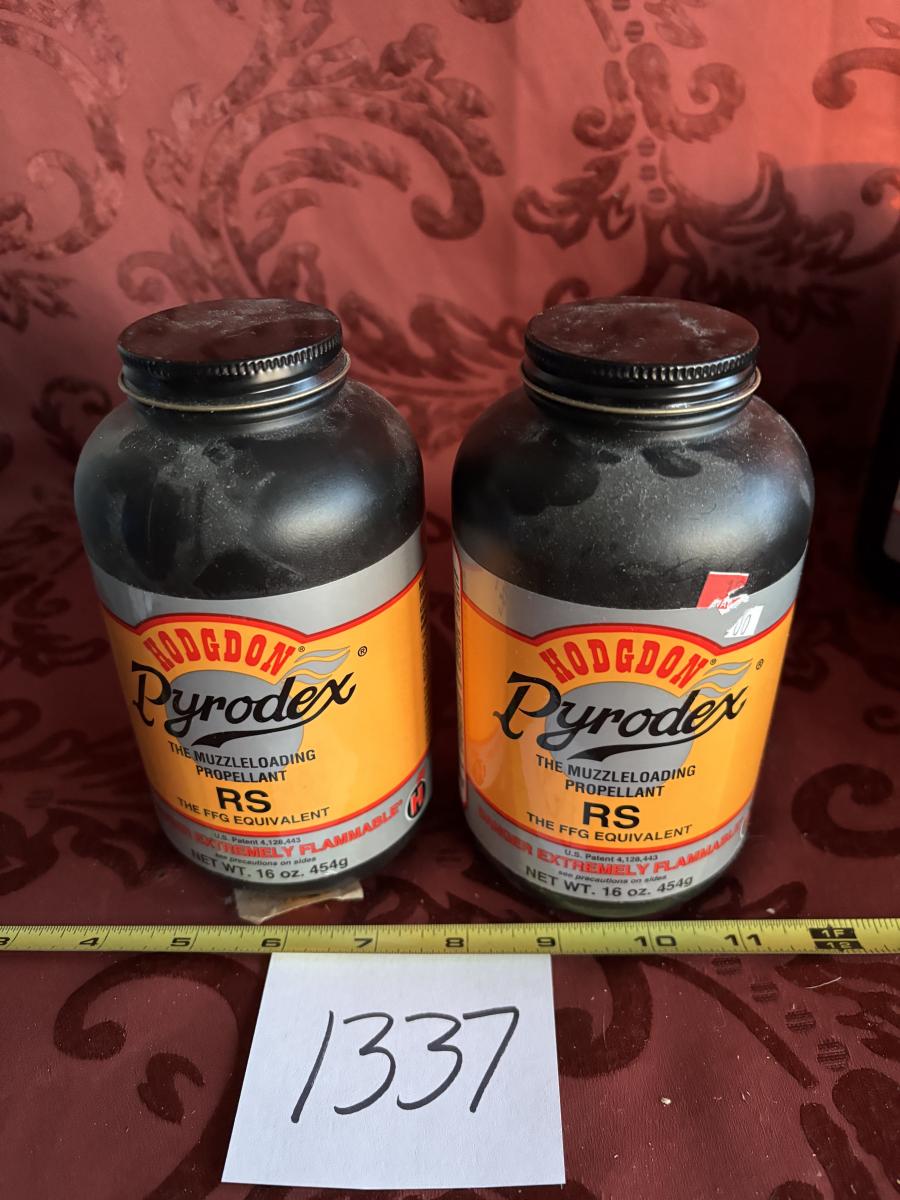 HODGDON®
Pyrodex®
THE MUZZLELOADING
PROPELLANT
RS
THE FFG EQUIVALENT
U.S. Patent 4,128,443
EXTREMELY FLAMMABLE
see precautions on sides
NET WT. 16 oz. 454g
H
00
HODGDON®
Pyrodex®
THE MUZZLELOADING
PROPELLANT
RS
THE FFG EQUIVALENT
U.S. Patent 4,128,443
DANGER EXTREMELY FLAMMABLE
see precautions on sides
NET WT. 16 oz. 454g
3 4 5 6 7 8 9 10 11 1F 12
1337